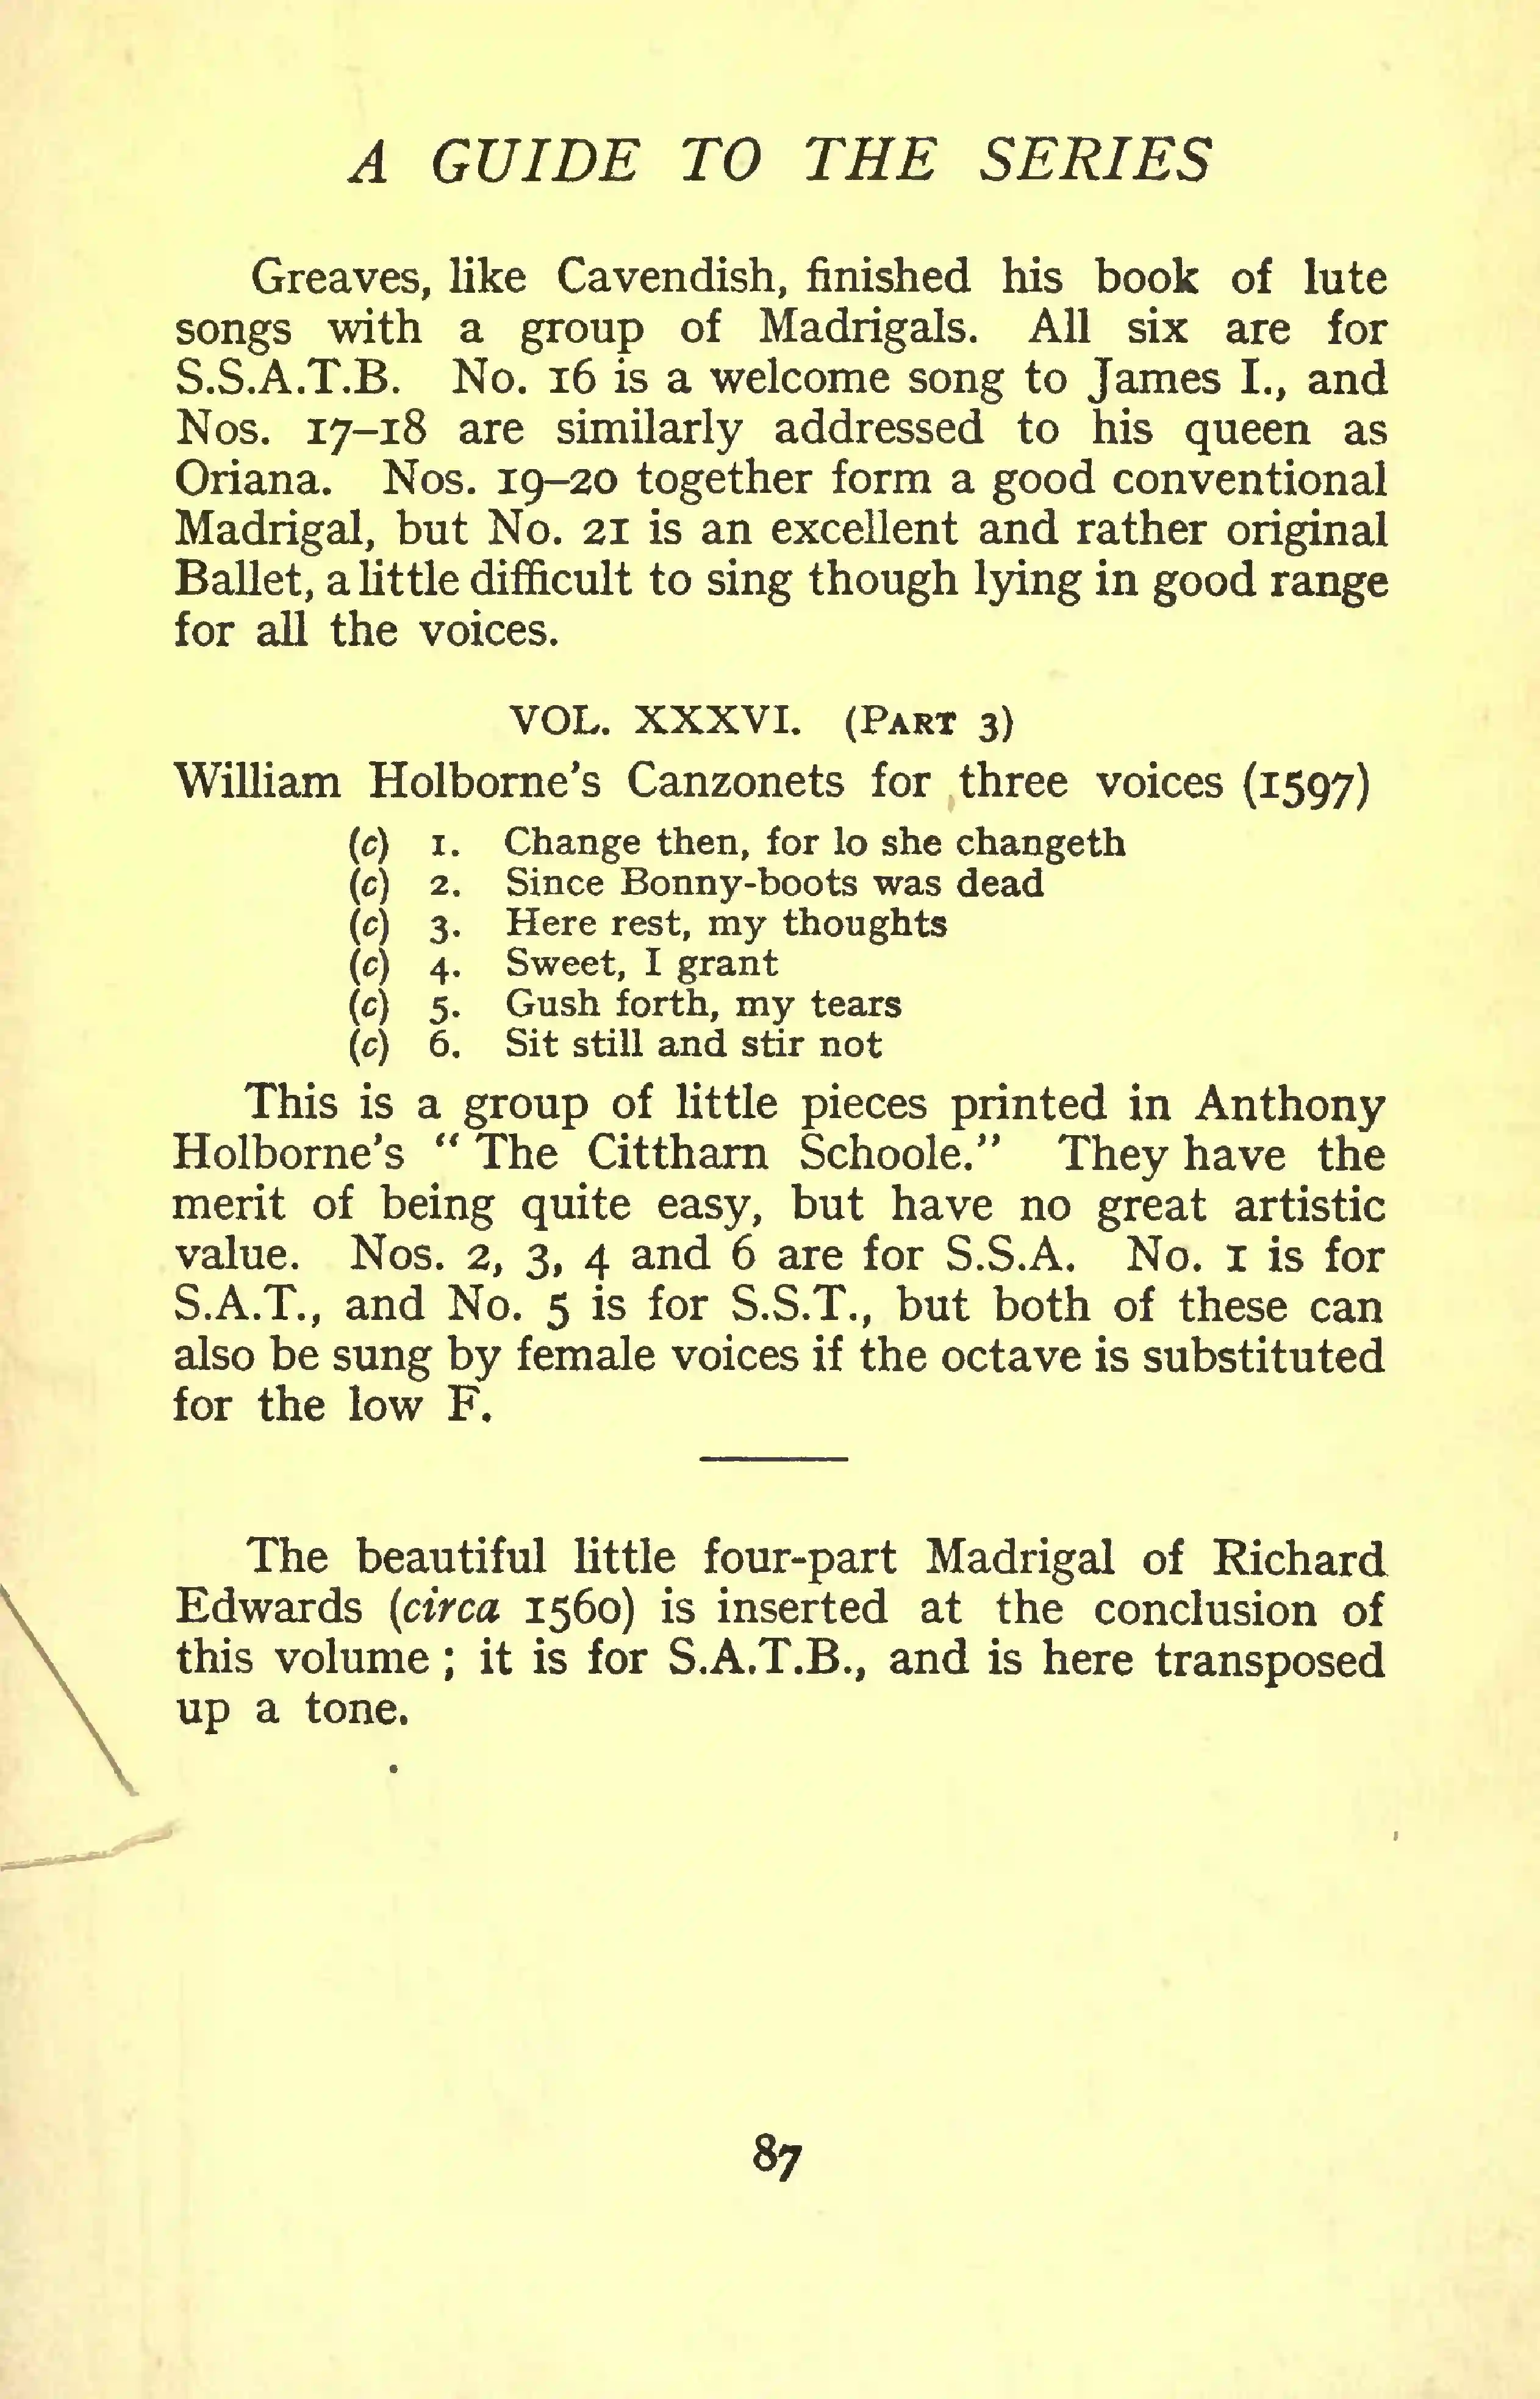 A GUIDE TO THE SERIES
Greaves, like Cavendish, finished his book of lute
songs with a group of Madrigals. All six are for
S.S.A.T.B. No. 16 is a welcome song to James I., and
Nos. 17–18 are similarly addressed to his queen as
Oriana. Nos. 19–20 together form a good conventional
Madrigal, but No. 21 is an excellent and rather original
Ballet, a little difficult to sing though lying in good range
for all the voices.
VOL. XXXVI. (PART 3)
William Holborne's Canzonets for three voices (1597)
(c) 1. Change then, for lo she changeth
(c) 2. Since Bonny-boots was dead
(c) 3. Here rest, my thoughts
(c) 4. Sweet, I grant
(c) 5. Gush forth, my tears
(c) 6. Sit still and stir not
This is a group of little pieces printed in Anthony
Holborne's “ The Cittharn Schoole.” They have the
merit of being quite easy, but have no great artistic
value. Nos. 2, 3, 4 and 6 are for S.S.A. No. 1 is for
S.A.T., and No. 5 is for S.S.T., but both of these can
also be sung by female voices if the octave is substituted
for the low F.
The beautiful little four-part Madrigal of Richard
Edwards (circa 1560) is inserted at the conclusion of
this volume ; it is for S.A.T.B., and is here transposed
up a tone.
87